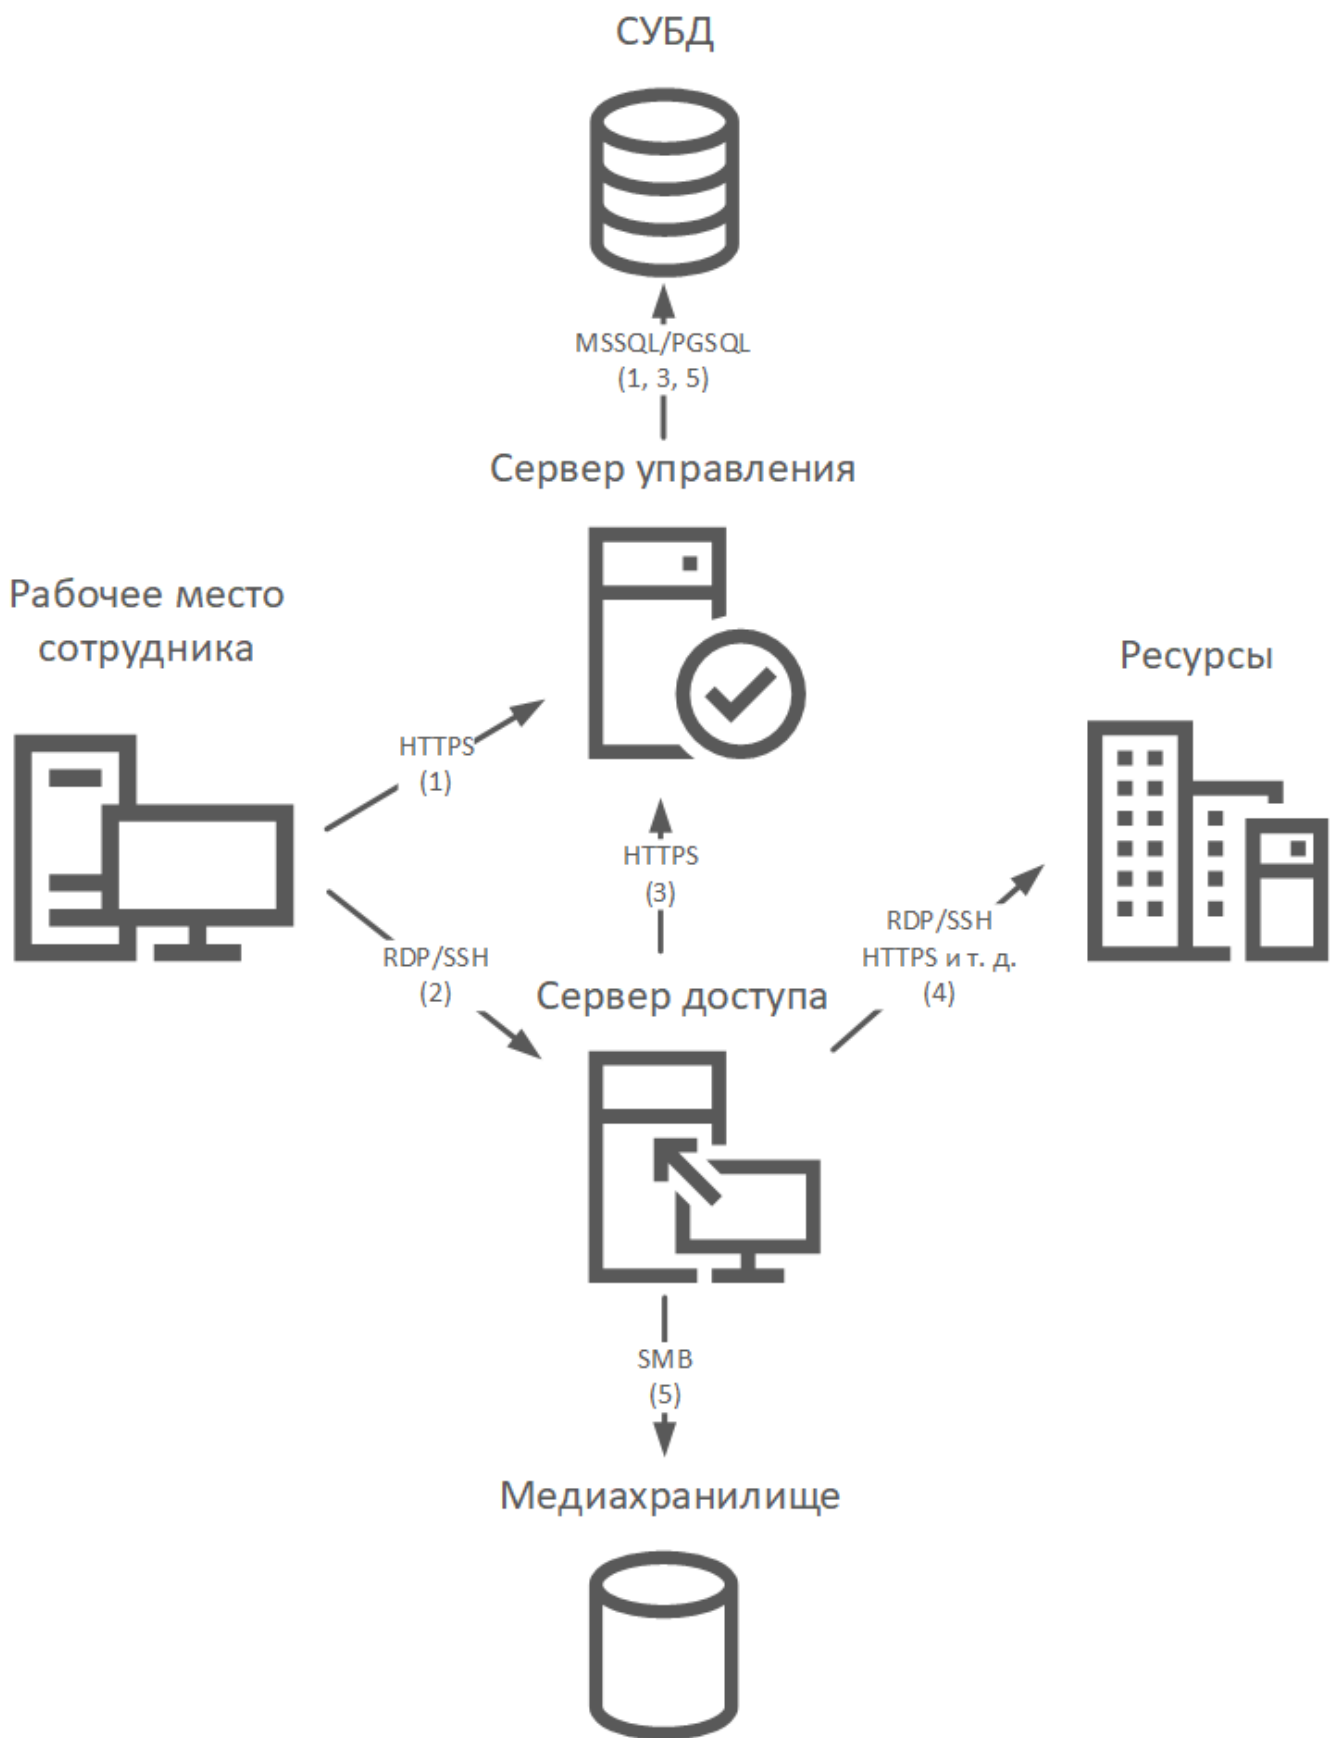 СУБД
MSSQL/PGSQL
(1, 3, 5)
Сервер управления
Рабочее место
сотрудника
Ресурсы
HTTPS
(1)
HTTPS
(3)
RDP/SSH
HTTPS и т. д.
(4)
RDP/SSH
(2)
Сервер доступа
SMB
(5)
Медиахранилище